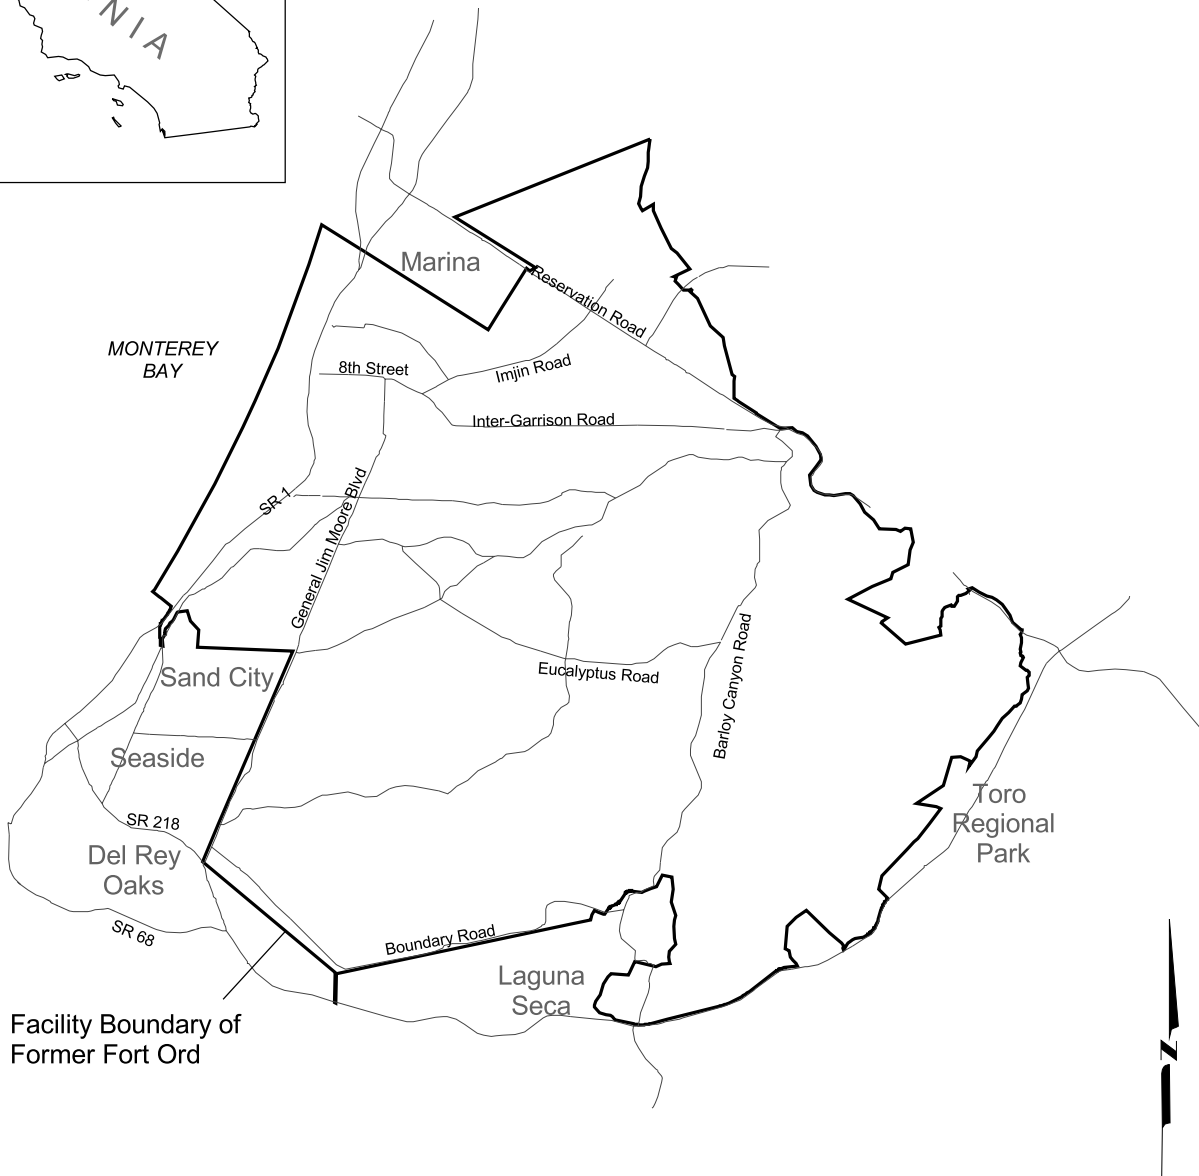 NIA
Marina
Reservation Road
MONTEREY
BAY
8th Street
Imjin Road
Inter-Garrison Road
SR 1
General Jim Moore Blvd
Sand City
Eucalyptus Road
Barloy Canyon Road
Seaside
Toro
Regional
Park
SR 218
Del Rey
Oaks
SR 68
Boundary Road
Laguna
Seca
Facility Boundary of
Former Fort Ord
N